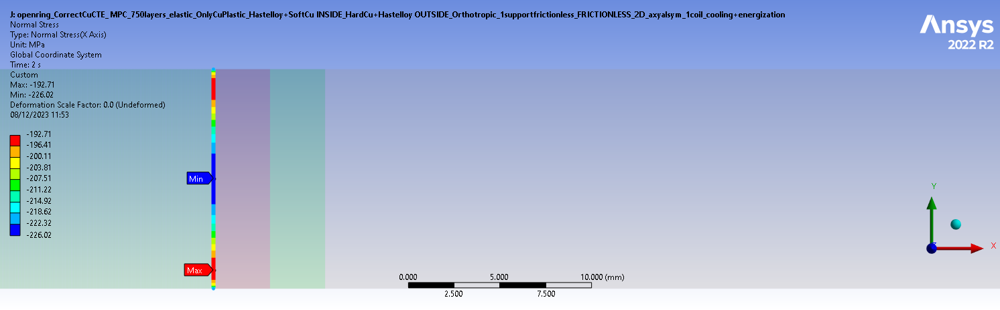 J: openring_CorrectCuCTE_ MPC_750layers_elastic_OnlyCuPlastic_Hastelloy+SoftCu INSIDE_HardCu+Hastelloy OUTSIDE_Orthotropic_1supportfrictionless_FRICTIONLESS_2D_axyalsym_1coil_cooling+energization
Normal Stress
Type: Normal Stress(X Axis)
Unit: MPa
Global Coordinate System
Time: 2 s
Custom
Max: -192.71
Min: -226.02
Deformation Scale Factor: 0.0 (Undeformed)
08/12/2023 11:53
Ansys
2022 R2
-192.71
-196.41
-200.11
-203.81
-207.51
-211.22
-214.92
-218.62
-222.32
-226.02
Min
Max
0.000 5.000 10.000 (mm)
2.500 7.500
Y
X